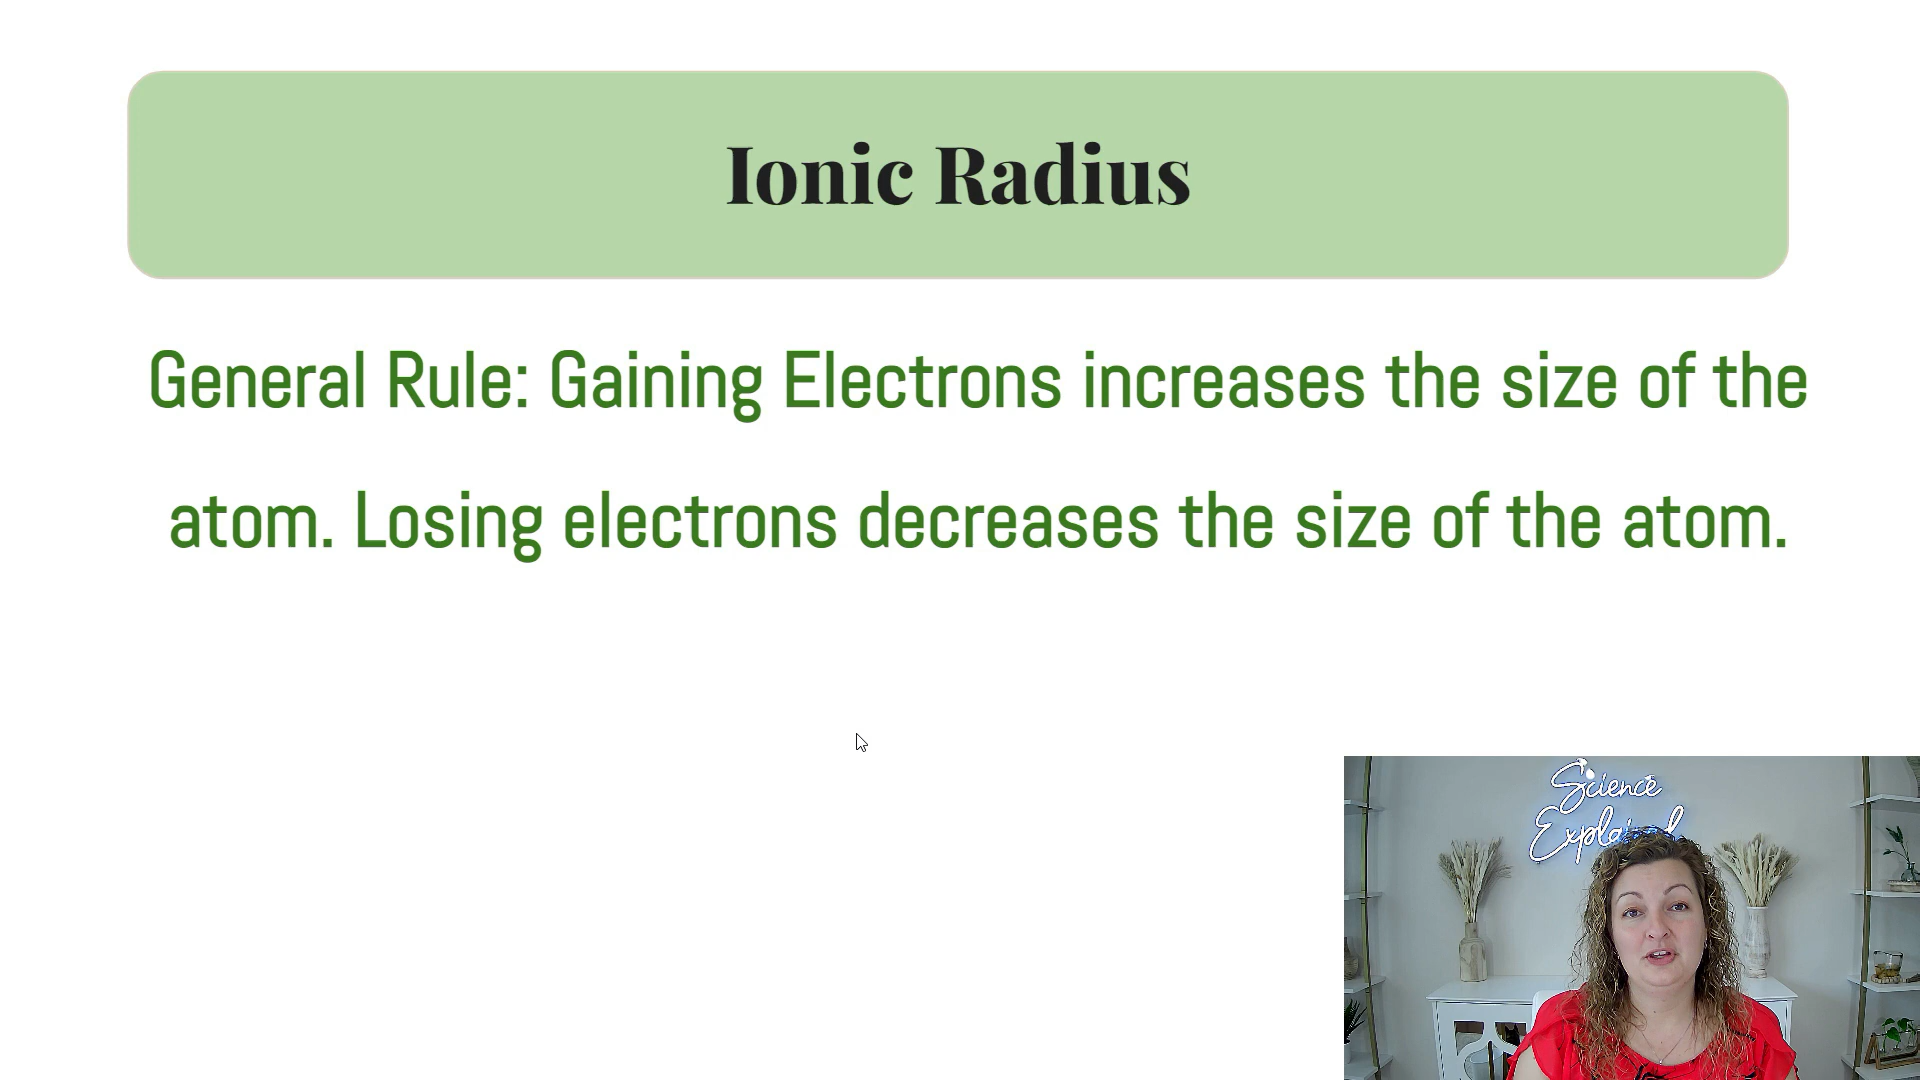 Ionic Radius
General Rule: Gaining Electrons increases the size of the
atom. Losing electrons decreases the size of the atom.
Science
Explained